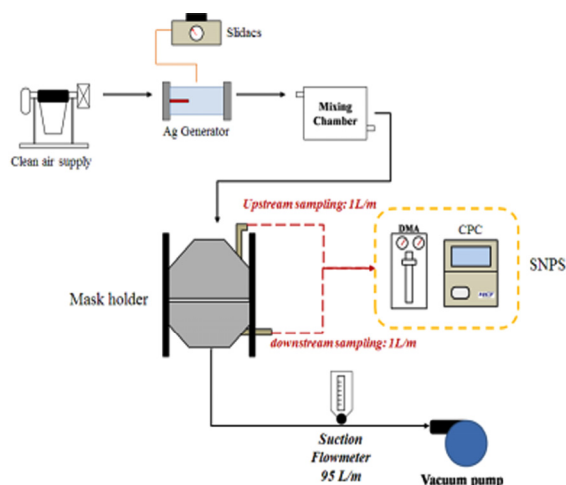 Slidacs
Clean air supply
Ag Generator
Mixing
Chamber
Upstream sampling: 1L/m
DMA
CPC
SNPS
Mask holder
downstream sampling: 1L/m
Suction
Flowmeter
95 L/m
Vacuum pump